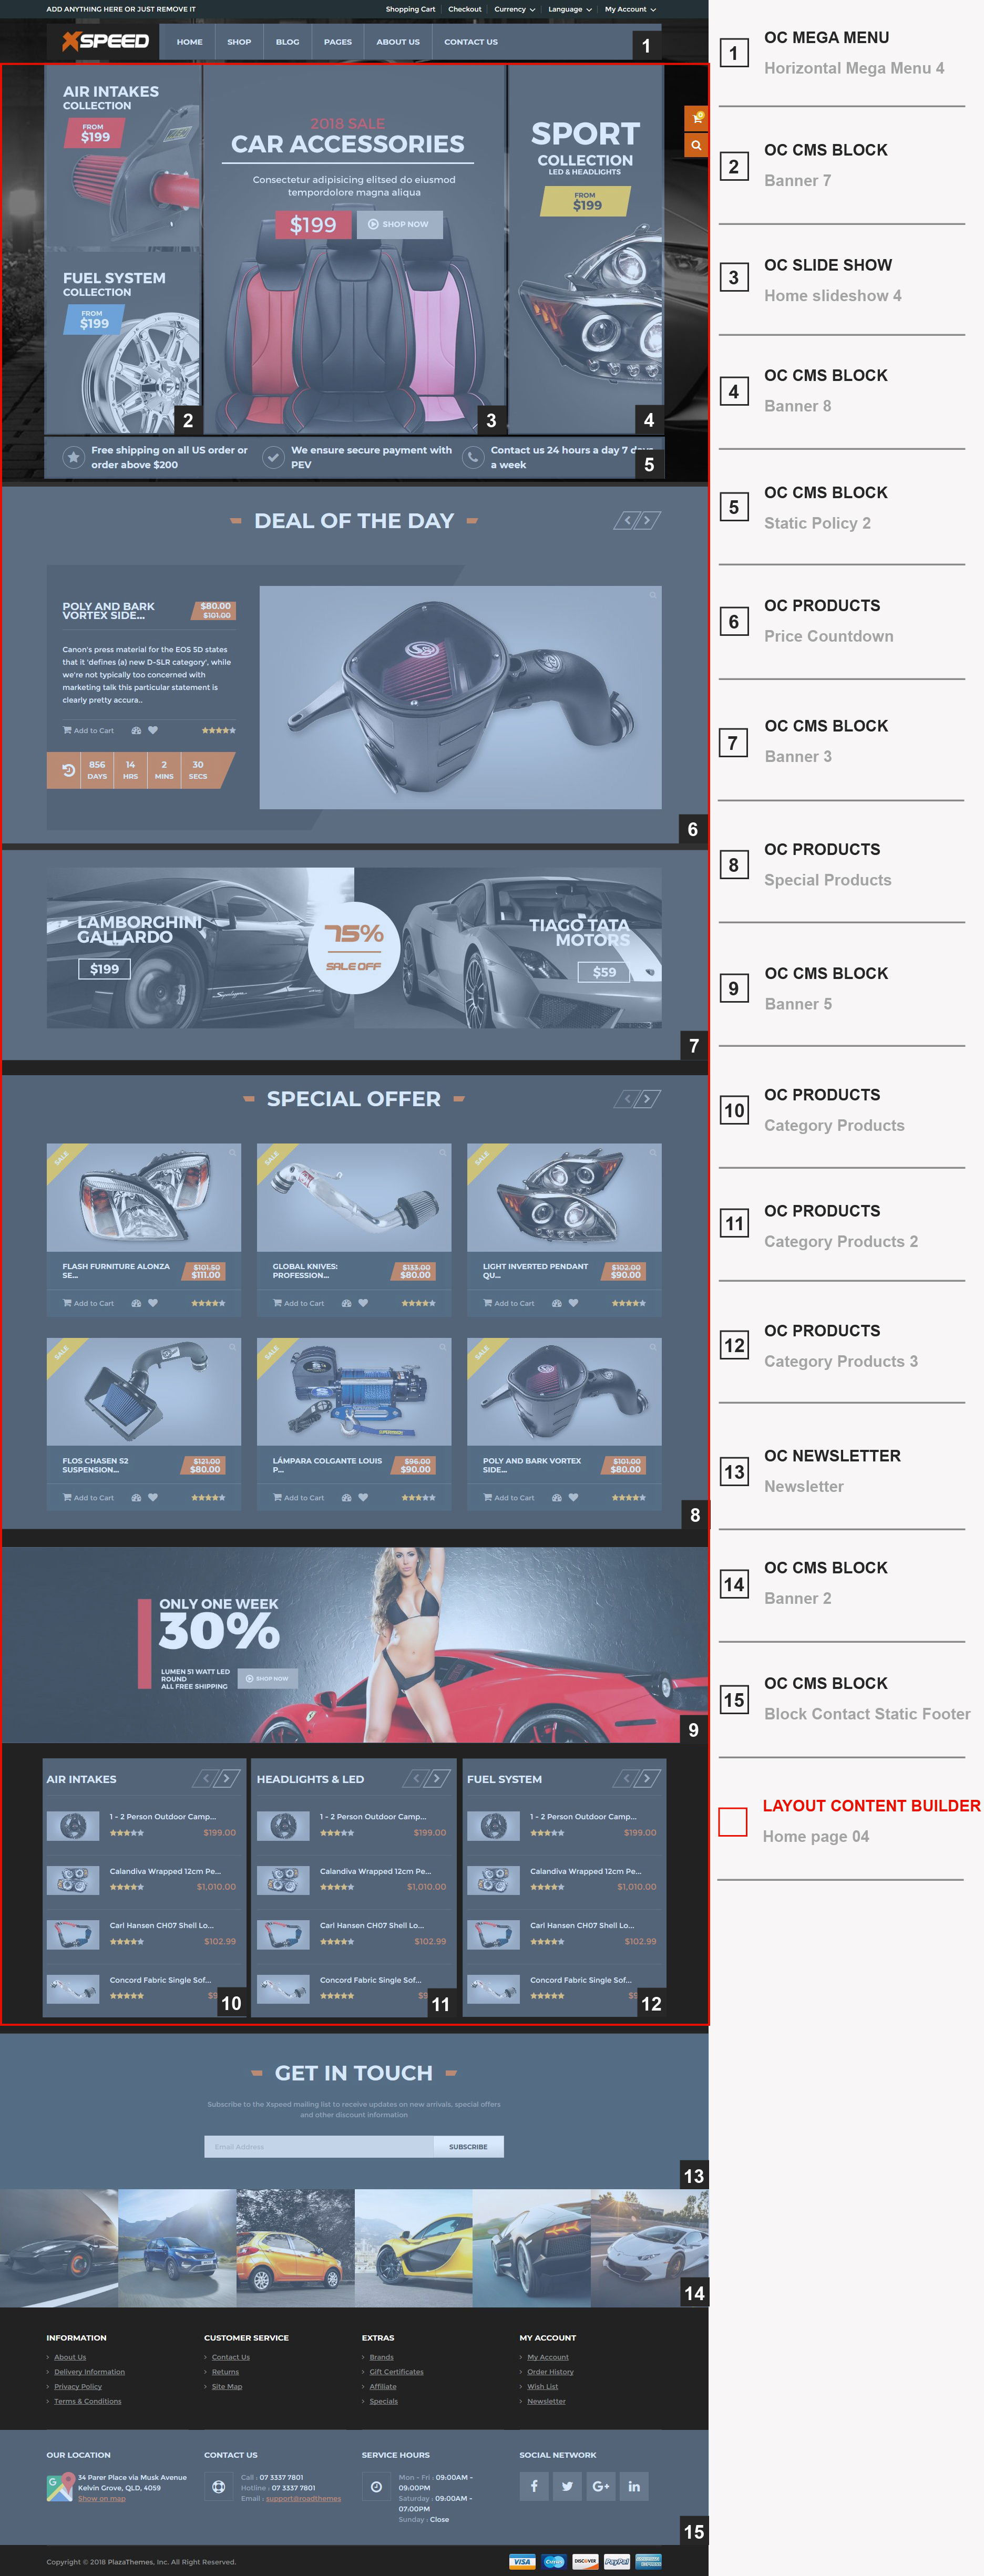 ADD ANYTHING HERE OR JUST REMOVE IT
Shopping Cart Checkout Currency Language My Account
XSPEED
HOME SHOP BLOG PAGES ABOUT US CONTACT US
1
AIR INTAKES
COLLECTION
FROM
$199
FUEL SYSTEM
COLLECTION
FROM
$199
2
2018 SALE
CAR ACCESSORIES
Consectetur adipisicing elitsed do eiusmod
tempordolore magna aliqua
$199 SHOP NOW
3
SPORT
COLLECTION
LED & HEADLIGHTS
FROM
$199
4
0
Free shipping on all US order or
order above $200
We ensure secure payment with
PEV
Contact us 24 hours a day 7 days
a week
5
DEAL OF THE DAY
POLY AND BARK
VORTEX SIDE...
$80.00
$101.00
Canon's press material for the EOS 5D states
that it 'defines (a) new D-SLR category', while
we're not typically too concerned with
marketing talk this particular statement is
clearly pretty accura..
Add to Cart
856 14 2 30
DAYS HRS MINS SECS
S&B
6
LAMBORGHINI
GALLARDO
$199
75%
SALE OFF
TIAGO TATA
MOTORS
$59
7
SPECIAL OFFER
SALE
FLASH FURNITURE ALONZA
SE...
$101.50
$111.00
Add to Cart
SALE
GLOBAL KNIVES:
PROFESSION...
$133.00
$80.00
Add to Cart
SALE
LIGHT INVERTED PENDANT
QU...
$102.00
$90.00
Add to Cart
SALE
FLOS CHASEN S2
SUSPENSION...
$121.00
$80.00
Add to Cart
SALE
LÁMPARA COLGANTE LOUIS
P...
$96.00
$90.00
Add to Cart
SALE
POLY AND BARK VORTEX
SIDE...
$101.00
$80.00
Add to Cart
8
ONLY ONE WEEK
30%
LUMEN 51 WATT LED
ROUND
ALL FREE SHIPPING
SHOP NOW
9
AIR INTAKES
1 - 2 Person Outdoor Camp...
$199.00
Calandiva Wrapped 12cm Pe...
$1,010.00
Carl Hansen CH07 Shell Lo...
$102.99
Concord Fabric Single Sof...
10
HEADLIGHTS & LED
1 - 2 Person Outdoor Camp...
$199.00
Calandiva Wrapped 12cm Pe...
$1,010.00
Carl Hansen CH07 Shell Lo...
$102.99
Concord Fabric Single Sof...
11
FUEL SYSTEM
1 - 2 Person Outdoor Camp...
$199.00
Calandiva Wrapped 12cm Pe...
$1,010.00
Carl Hansen CH07 Shell Lo...
$102.99
Concord Fabric Single Sof...
12
GET IN TOUCH
Subscribe to the Xspeed mailing list to receive updates on new arrivals, special offers
and other discount information
Email Address SUBSCRIBE
13
14
INFORMATION
About Us
Delivery Information
Privacy Policy
Terms & Conditions
CUSTOMER SERVICE
Contact Us
Returns
Site Map
EXTRAS
Brands
Gift Certificates
Affiliate
Specials
MY ACCOUNT
My Account
Order History
Wish List
Newsletter
OUR LOCATION
34 Parer Place via Musk Avenue
Kelvin Grove, QLD, 4059
Show on map
CONTACT US
Call : 07 3337 7801
Hotline : 07 3337 7801
Email : support@roadthemes
SERVICE HOURS
Mon - Fri : 09:00AM -
09:00PM
Saturday : 09:00AM -
07:00PM
Sunday : Close
SOCIAL NETWORK
15
Copyright © 2018 PlazaThemes, Inc. All Right Reserved.
VISA Cirrus DISCOVER PayPal
1
OC MEGA MENU
Horizontal Mega Menu 4
2
OC CMS BLOCK
Banner 7
3
OC SLIDE SHOW
Home slideshow 4
4
OC CMS BLOCK
Banner 8
5
OC CMS BLOCK
Static Policy 2
6
OC PRODUCTS
Price Countdown
7
OC CMS BLOCK
Banner 3
8
OC PRODUCTS
Special Products
9
OC CMS BLOCK
Banner 5
10
OC PRODUCTS
Category Products
11
OC PRODUCTS
Category Products 2
12
OC PRODUCTS
Category Products 3
13
OC NEWSLETTER
Newsletter
14
OC CMS BLOCK
Banner 2
15
OC CMS BLOCK
Block Contact Static Footer
LAYOUT CONTENT BUILDER
Home page 04